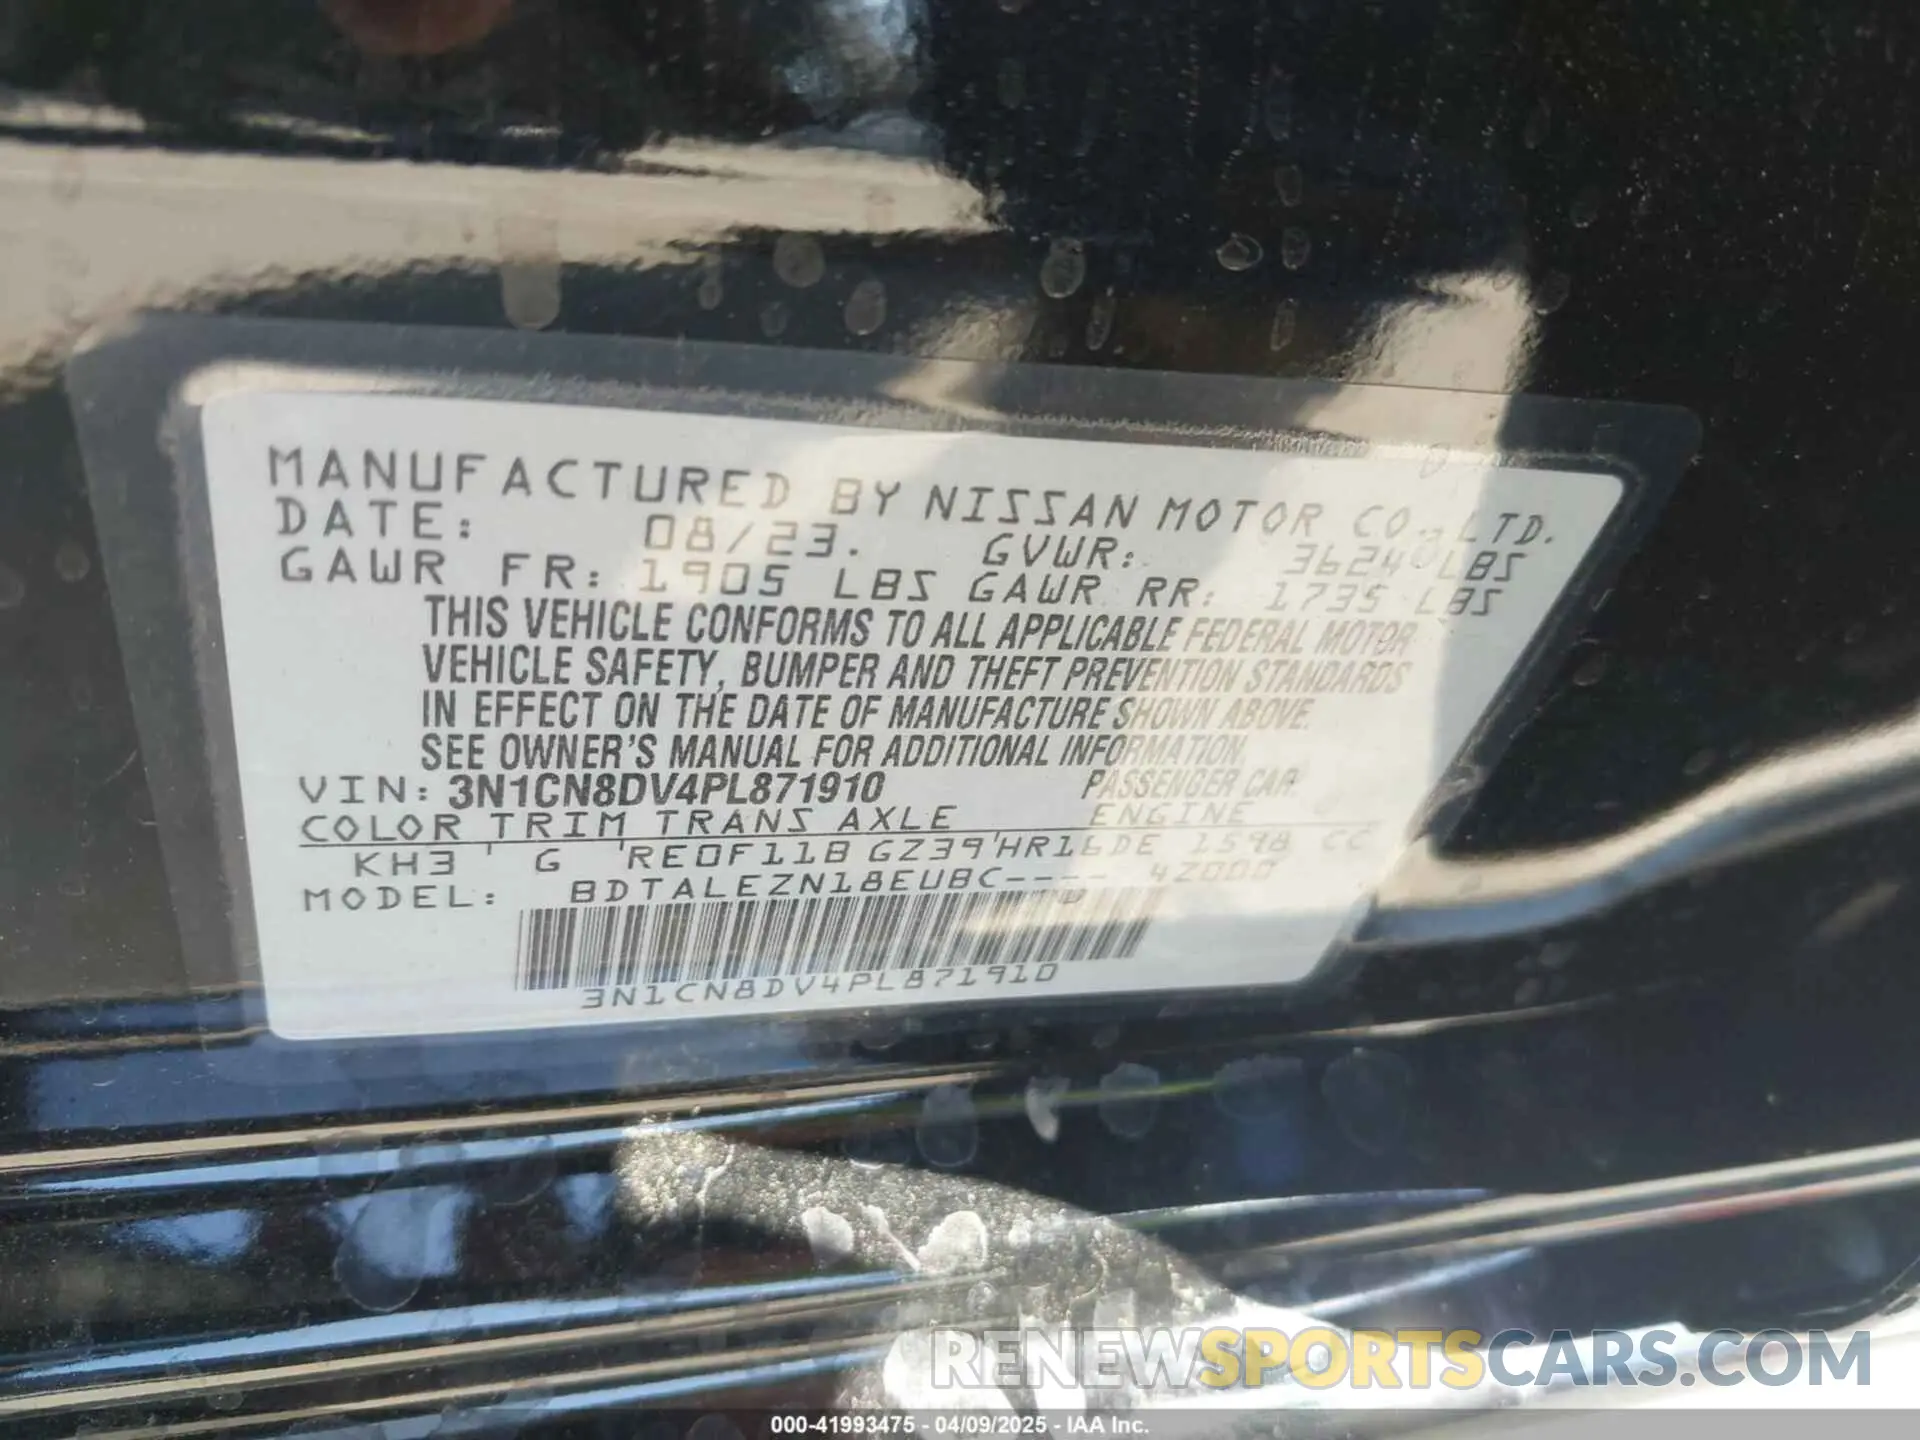 MANUFACTURED BY NISSAN MOTOR CO., LTD.
DATE: 08/23. GVWR: 3624 LBS
GAWR FR: 1905 LBS GAWR RR: 1735 LBS
THIS VEHICLE CONFORMS TO ALL APPLICABLE FEDERAL MOTOR
VEHICLE SAFETY, BUMPER AND THEFT PREVENTION STANDARDS
IN EFFECT ON THE DATE OF MANUFACTURE SHOWN ABOVE.
SEE OWNER'S MANUAL FOR ADDITIONAL INFORMATION.
VIN: 3N1CN8DV4PL871910 PASSENGER CAR
COLOR TRIM TRANS AXLE ENGINE
KH3 G RE0F11B GZ39 HR16DE 1598 CC
MODEL: BDTALEZN18EUBC---- 4Z000
3N1CN8DV4PL871910
RENEWSPORTSCARS.COM
000-41993475 - 04/09/2025 - IAA Inc.